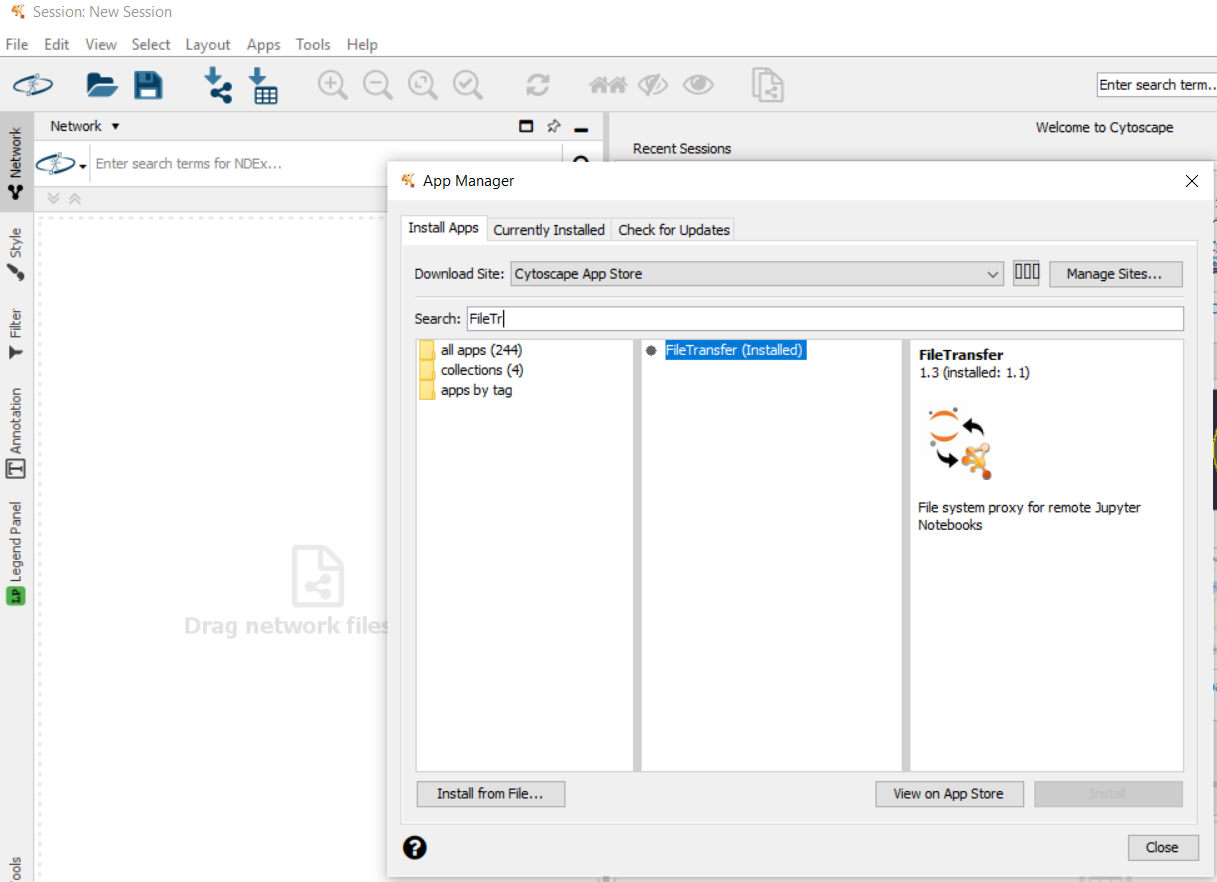 Session: New Session
File Edit View Select Layout Apps Tools Help
Enter search term...
Network
Network
Style
Filter
Annotation
T
Legend Panel
LP
Enter search terms for NDEx...
Welcome to Cytoscape
Recent Sessions
Drag network files
App Manager
Install Apps Currently Installed Check for Updates
Download Site: Cytoscape App Store Manage Sites...
Search: FileTr
all apps (244)
collections (4)
apps by tag
FileTransfer (Installed)
FileTransfer
1.3 (installed: 1.1)
File system proxy for remote Jupyter
Notebooks
Install from File... View on App Store Install
? Close